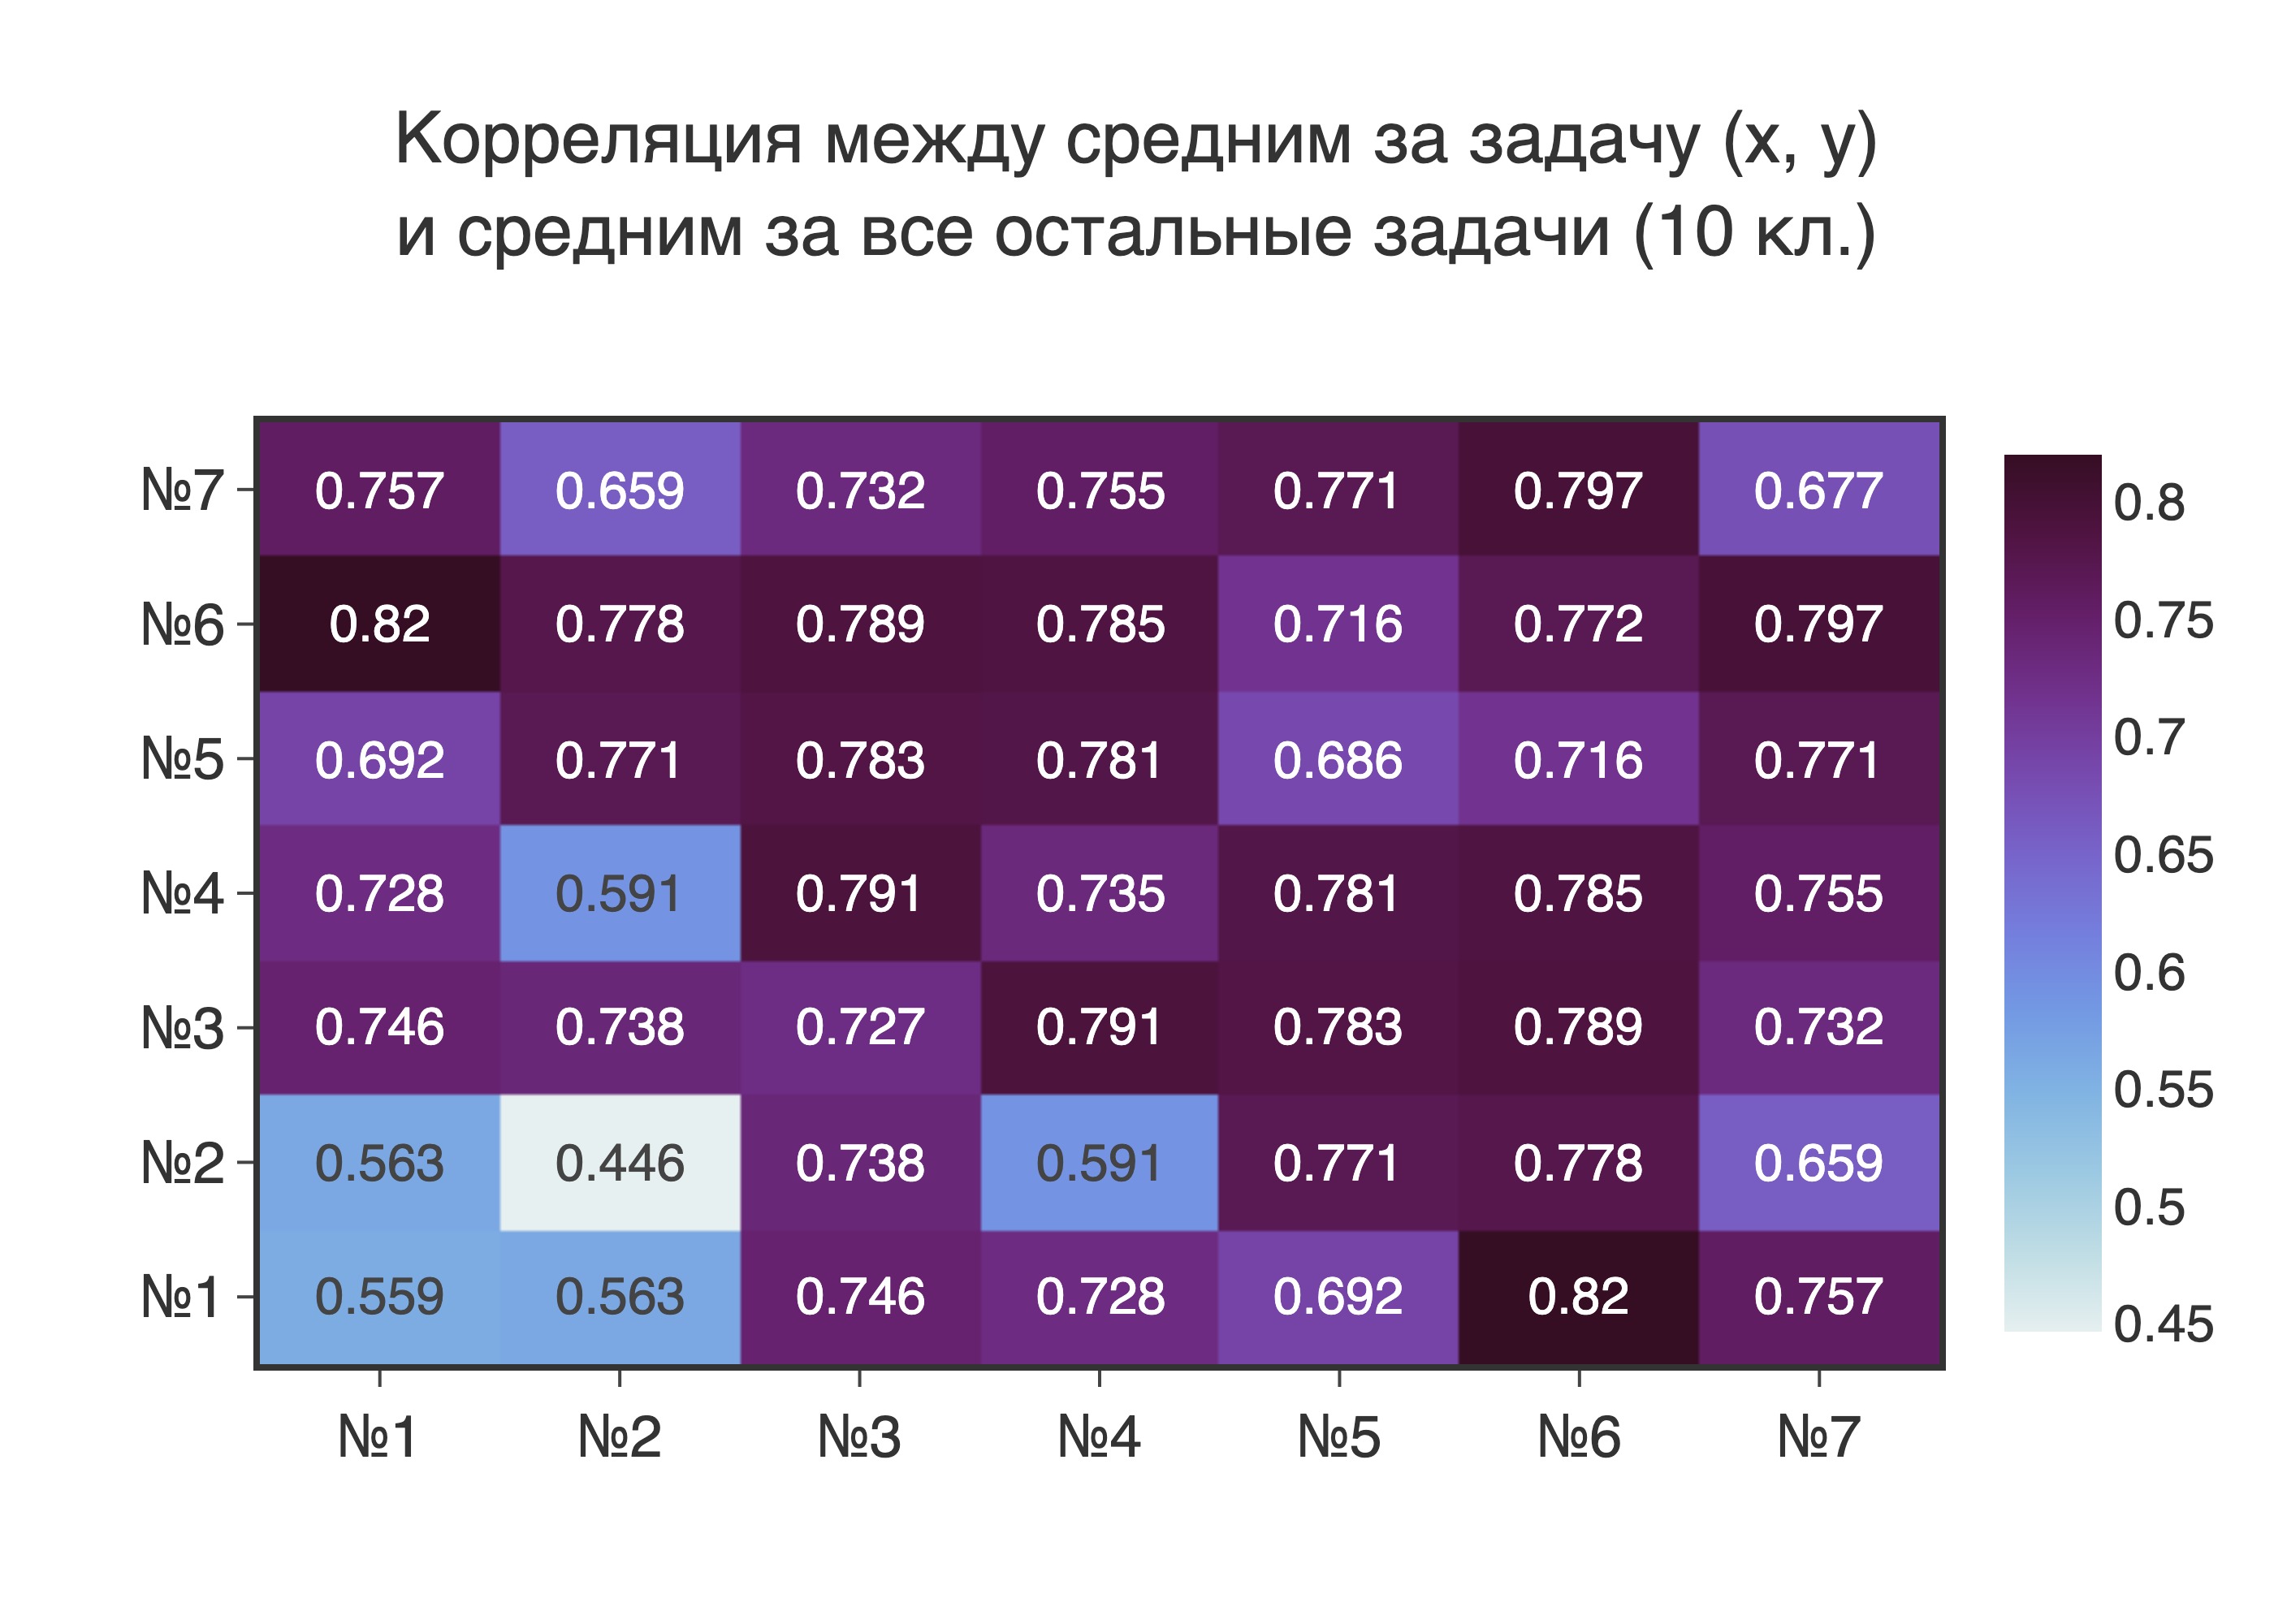 Корреляция между средним за задачу (x, y)
и средним за все остальные задачи (10 кл.)
№7 0.757 0.659 0.732 0.755 0.771 0.797 0.677
№6 0.82 0.778 0.789 0.785 0.716 0.772 0.797
№5 0.692 0.771 0.783 0.781 0.686 0.716 0.771
№4 0.728 0.591 0.791 0.735 0.781 0.785 0.755
№3 0.746 0.738 0.727 0.791 0.783 0.789 0.732
№2 0.563 0.446 0.738 0.591 0.771 0.778 0.659
№1 0.559 0.563 0.746 0.728 0.692 0.82 0.757
№1 №2 №3 №4 №5 №6 №7
0.8
0.75
0.7
0.65
0.6
0.55
0.5
0.45